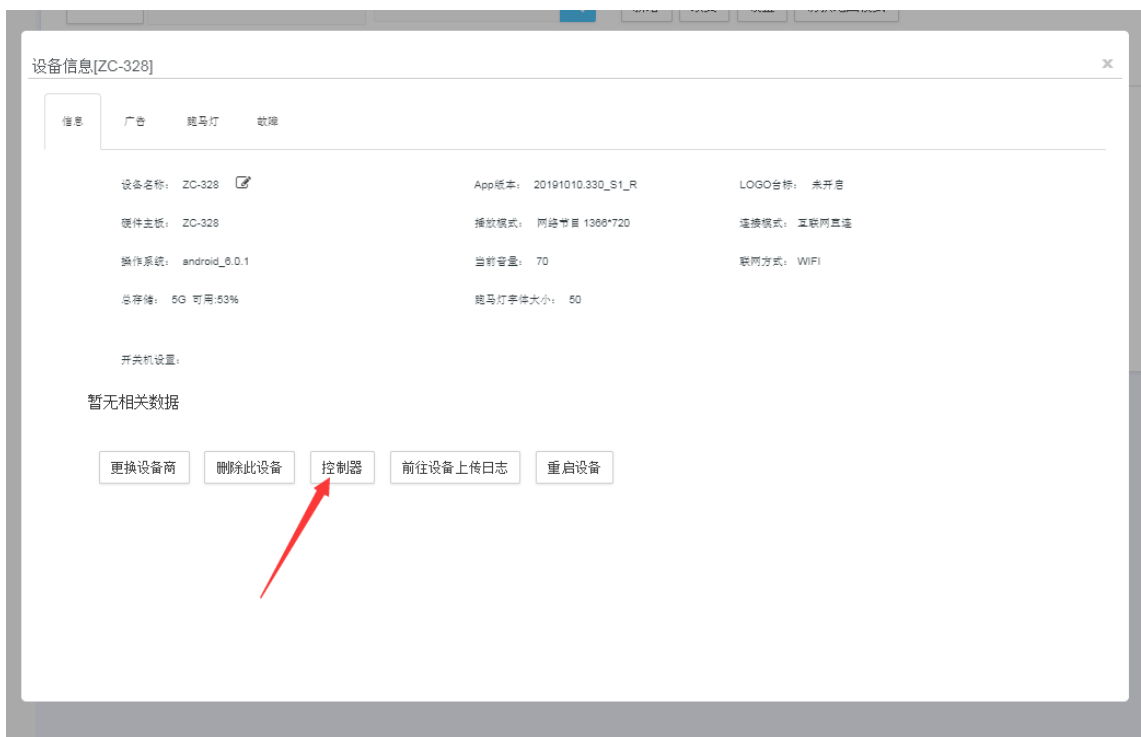 设备信息[ZC-328]
x
信息 广告 跑马灯 故障
设备名称: ZC-328 App版本: 20191010.330_S1_R LOGO台标: 未开启
硬件主板: ZC-328 播放模式: 网络节目 1366*720 连接模式: 互联网直连
操作系统: android_6.0.1 当前音量: 70 联网方式: WIFI
总存储: 5G 可用:53% 跑马灯字体大小: 50
开关机设置:
暂无相关数据
更换设备商 删除此设备 控制器 前往设备上传日志 重启设备